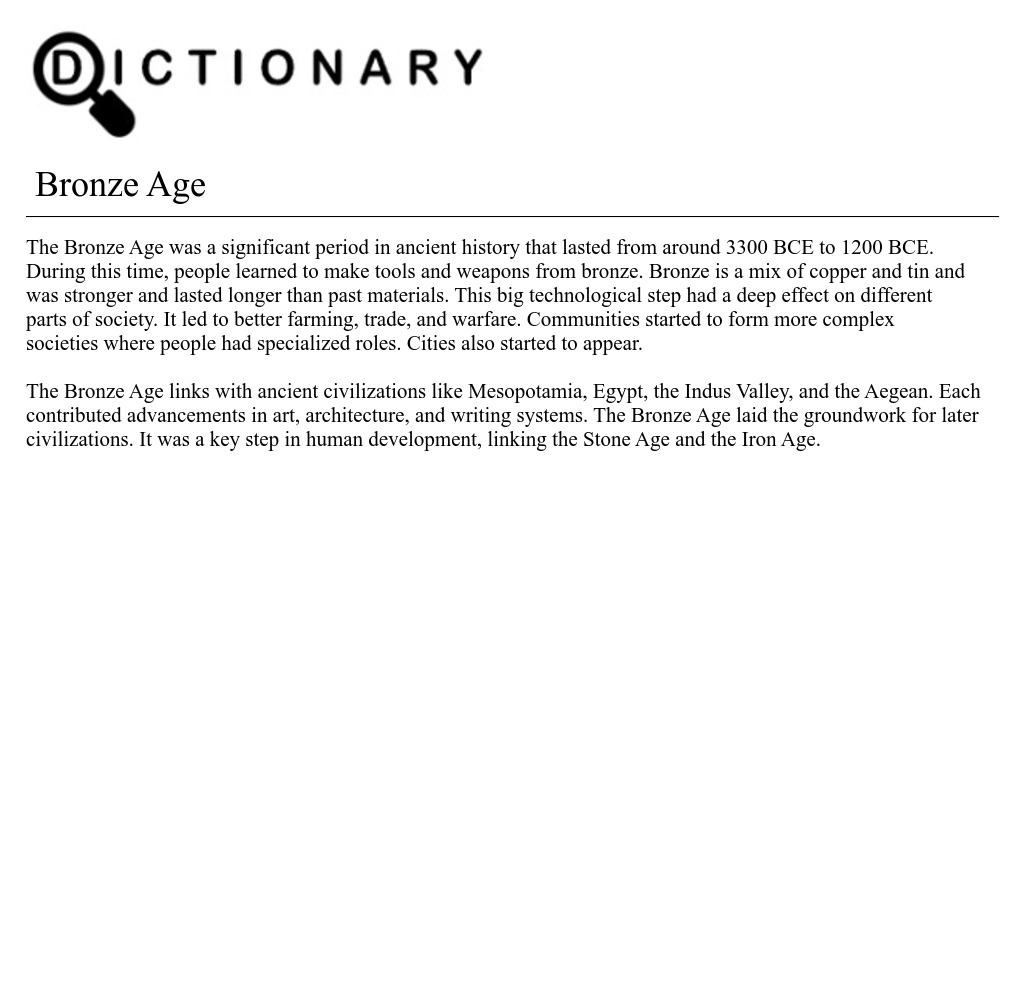 DICTIONARY
Bronze Age
The Bronze Age was a significant period in ancient history that lasted from around 3300 BCE to 1200 BCE.
During this time, people learned to make tools and weapons from bronze. Bronze is a mix of copper and tin and
was stronger and lasted longer than past materials. This big technological step had a deep effect on different
parts of society. It led to better farming, trade, and warfare. Communities started to form more complex
societies where people had specialized roles. Cities also started to appear.
The Bronze Age links with ancient civilizations like Mesopotamia, Egypt, the Indus Valley, and the Aegean. Each
contributed advancements in art, architecture, and writing systems. The Bronze Age laid the groundwork for later
civilizations. It was a key step in human development, linking the Stone Age and the Iron Age.